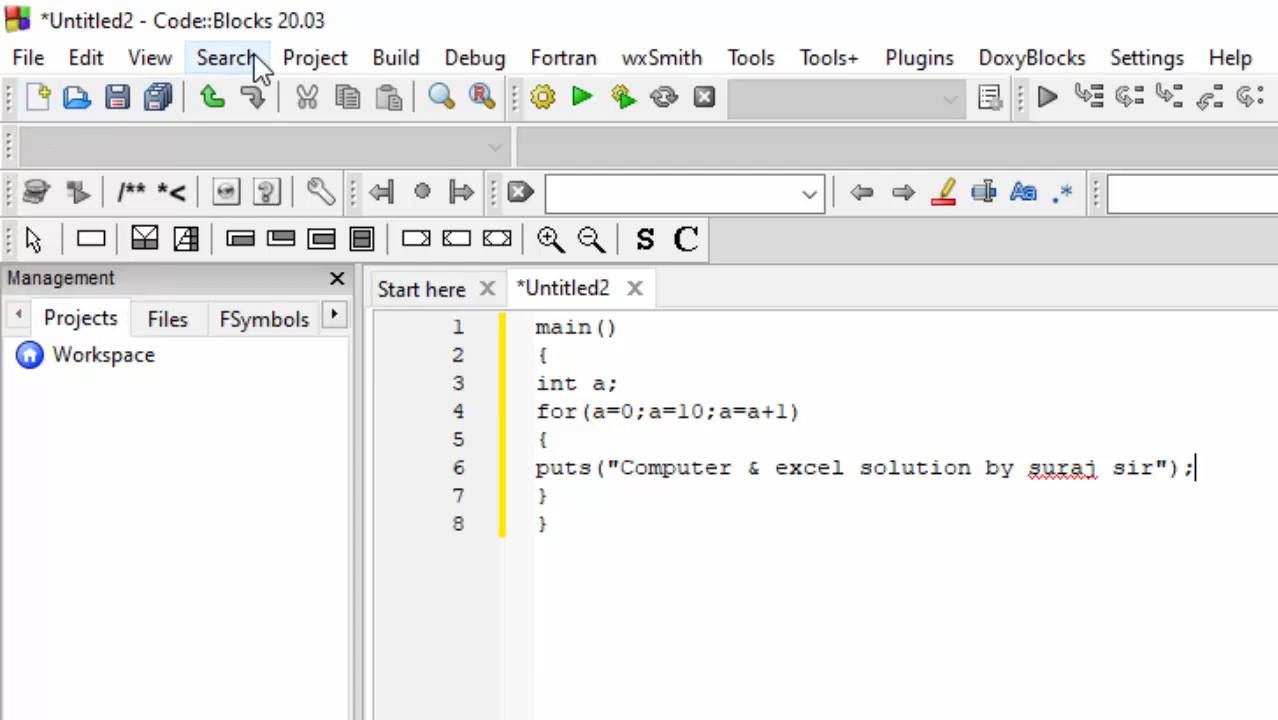 *Untitled2 - Code::Blocks 20.03
File Edit View Search Project Build Debug Fortran wxSmith Tools Tools+ Plugins DoxyBlocks Settings Help
/** *<
Aa .*
S C
Management
Start here *Untitled2
Projects Files FSymbols
Workspace
1 main()
2 {
3 int a;
4 for(a=0;a=10;a=a+1)
5 {
6 puts("Computer & excel solution by suraj sir");
7 }
8 }